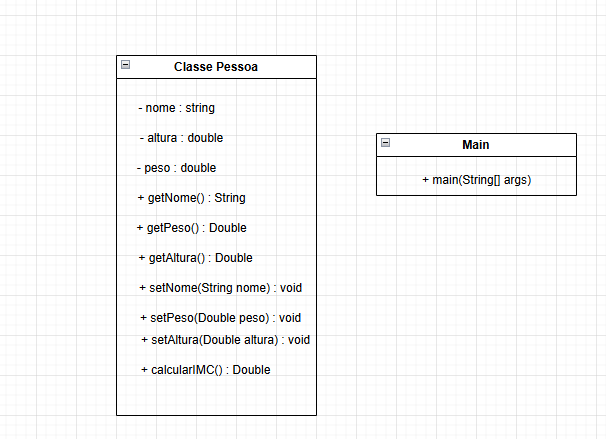 Classe Pessoa
- nome : string
- altura : double
- peso : double
+ getNome() : String
+ getPeso() : Double
+ getAltura() : Double
+ setNome(String nome) : void
+ setPeso(Double peso) : void
+ setAltura(Double altura) : void
+ calcularIMC() : Double
Main
+ main(String[] args)